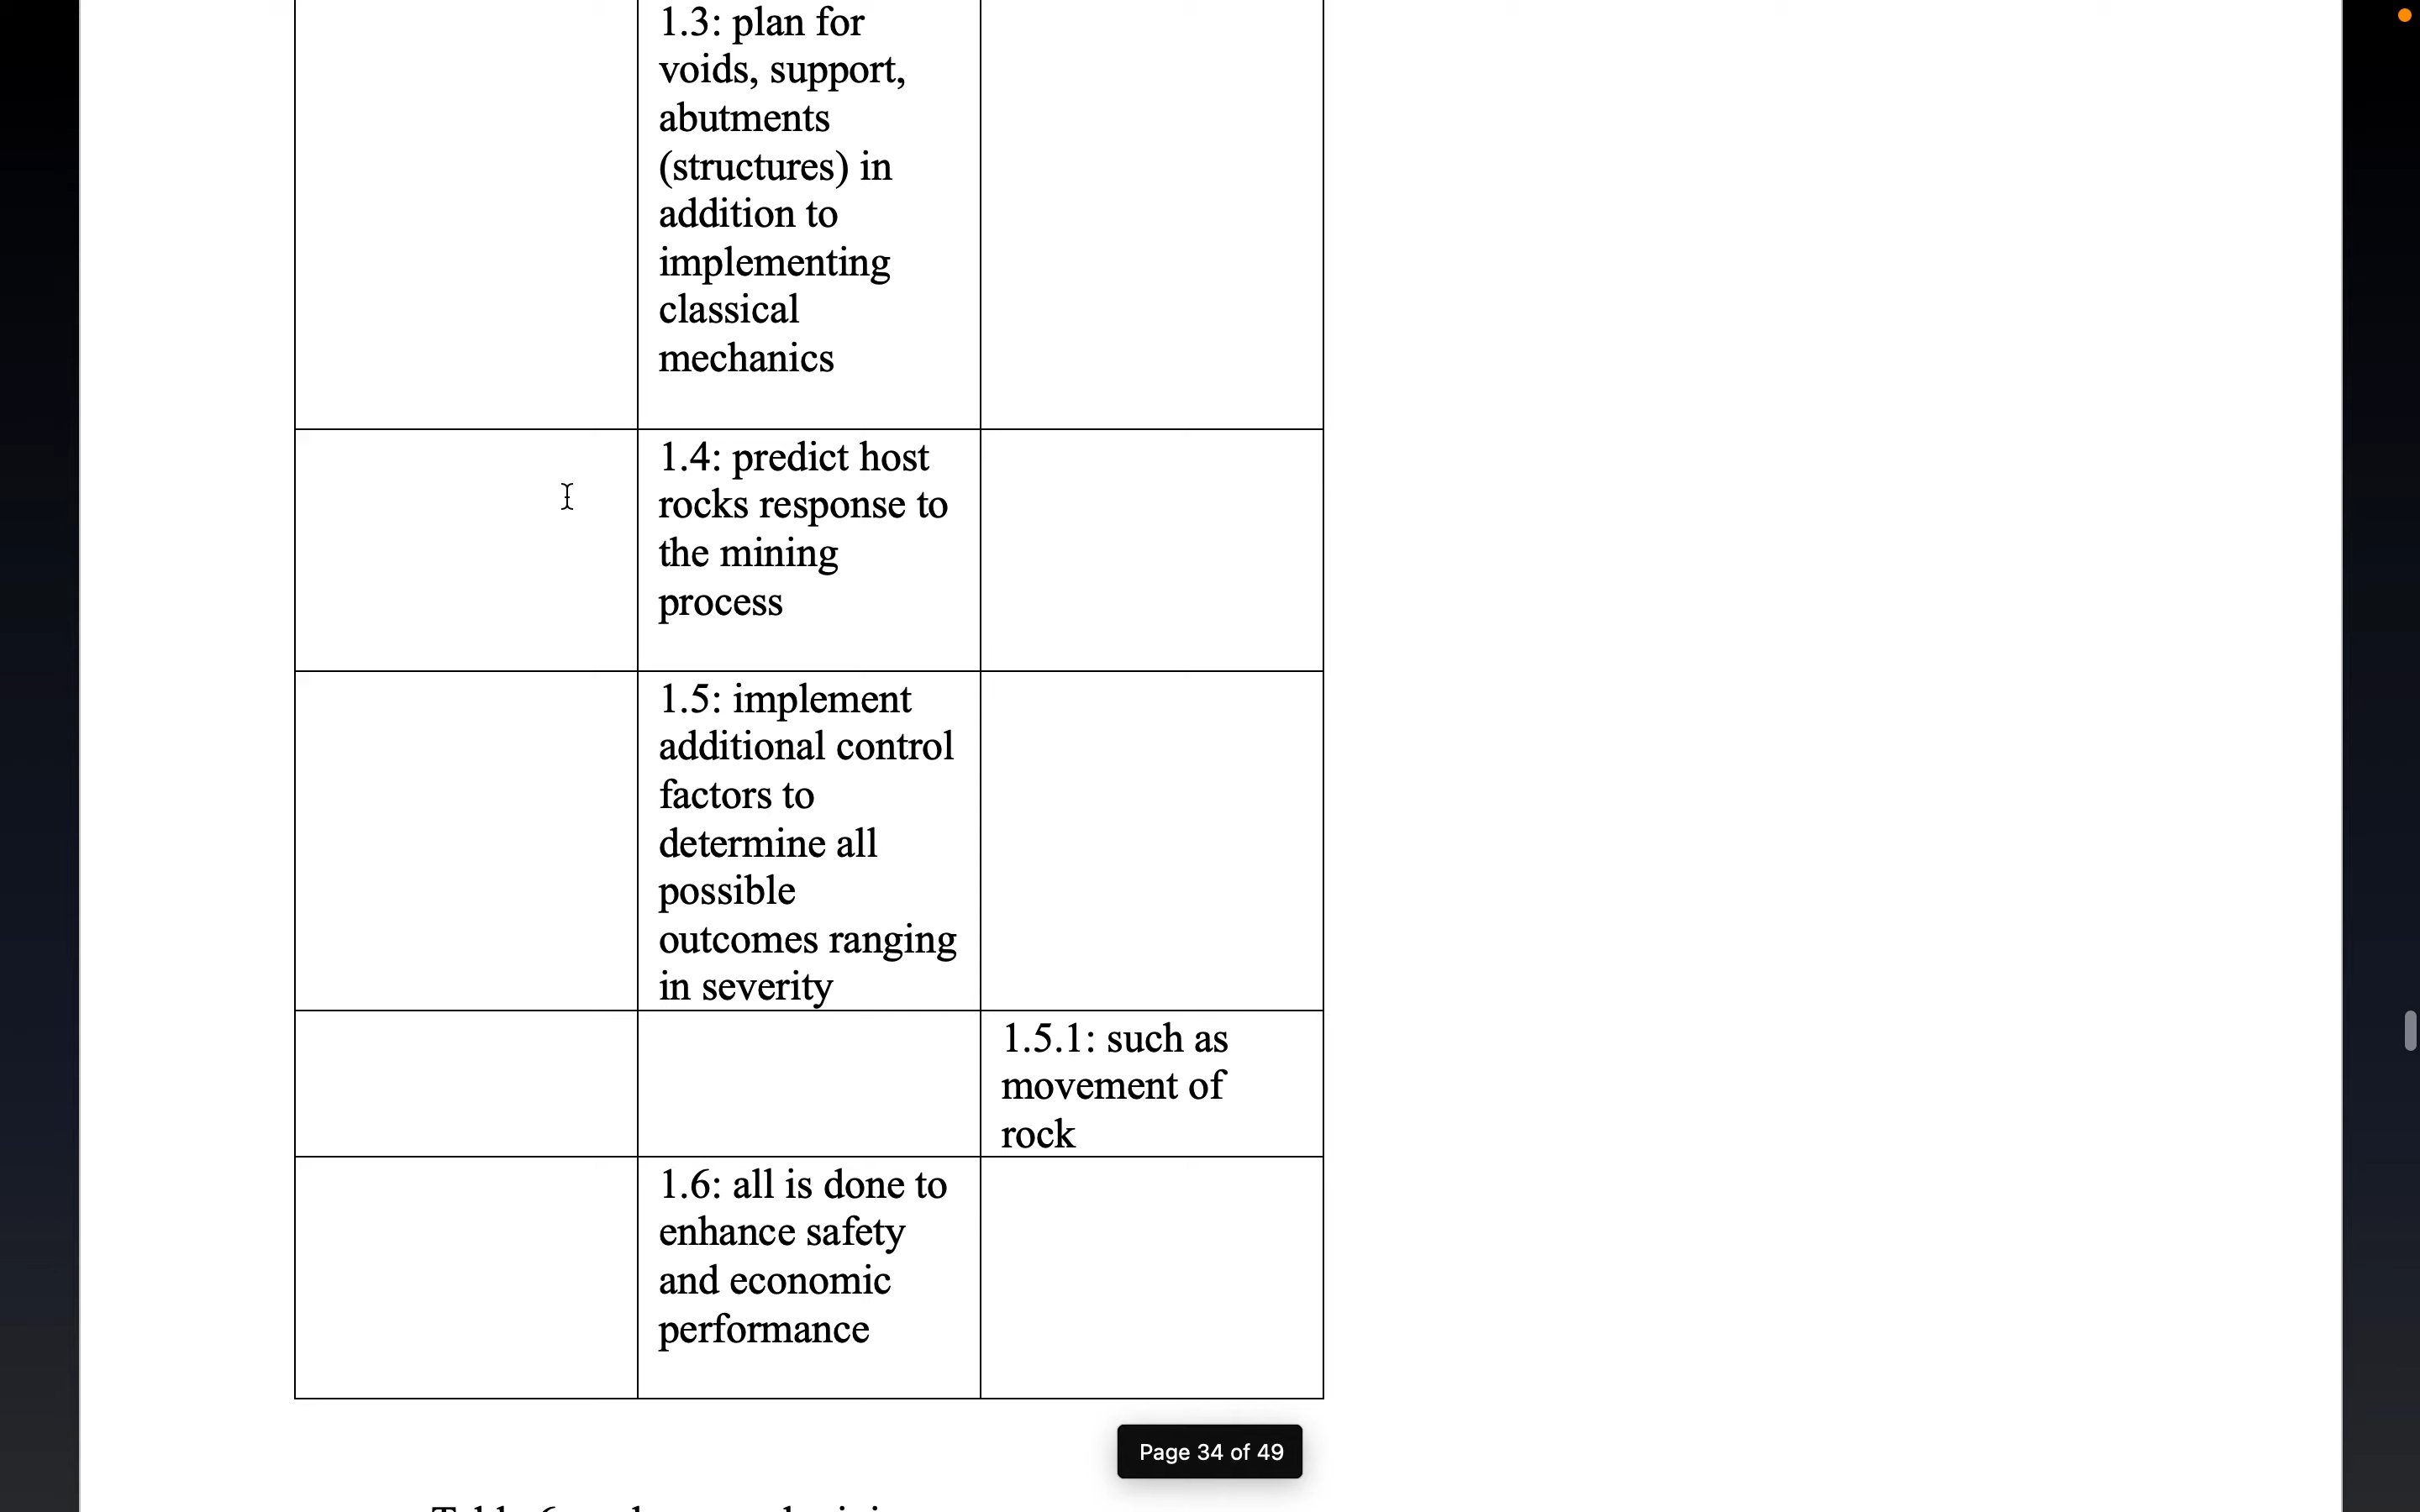 1.3: plan for
voids, support,
abutments
(structures) in
addition to
implementing
classical
mechanics
1.4: predict host
rocks response to
the mining
process
1.5: implement
additional control
factors to
determine all
possible
outcomes ranging
in severity
1.5.1: such as
movement of
rock
1.6: all is done to
enhance safety
and economic
performance
Page 34 of 49